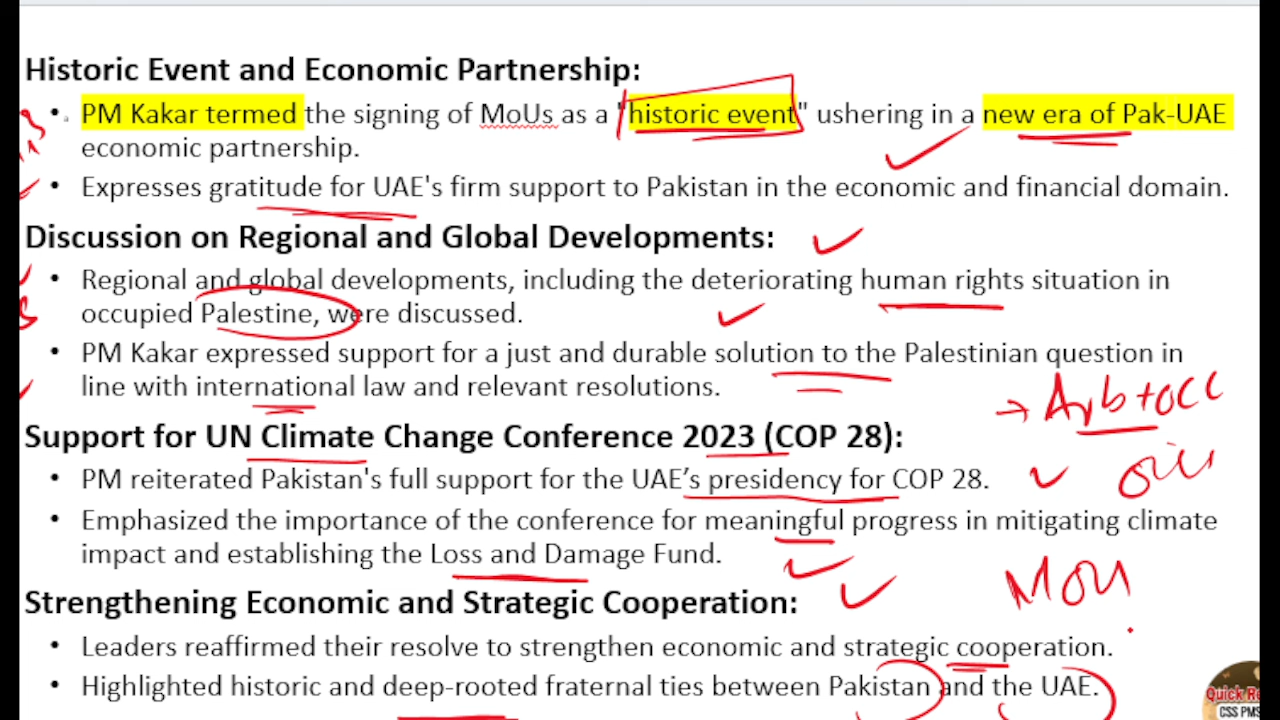 Historic Event and Economic Partnership:
• PM Kakar termed the signing of MoUs as a "historic event" ushering in a new era of Pak-UAE
economic partnership.
• Expresses gratitude for UAE's firm support to Pakistan in the economic and financial domain.
Discussion on Regional and Global Developments:
• Regional and global developments, including the deteriorating human rights situation in
occupied Palestine, were discussed.
• PM Kakar expressed support for a just and durable solution to the Palestinian question in
line with international law and relevant resolutions.
Support for UN Climate Change Conference 2023 (COP 28):
• PM reiterated Pakistan's full support for the UAE’s presidency for COP 28.
• Emphasized the importance of the conference for meaningful progress in mitigating climate
impact and establishing the Loss and Damage Fund.
MOU
Strengthening Economic and Strategic Cooperation:
• Leaders reaffirmed their resolve to strengthen economic and strategic cooperation.
• Highlighted historic and deep-rooted fraternal ties between Pakistan and the UAE.
Quick
CSS PMS